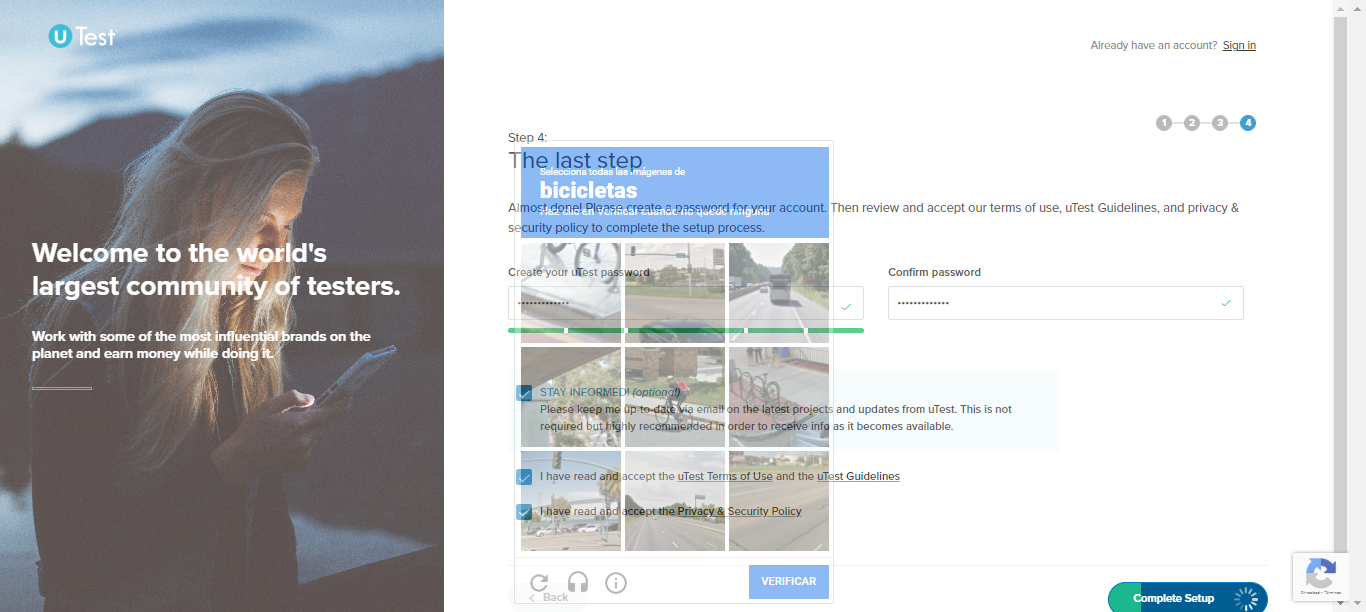 uTest
Already have an account? Sign in
1 2 3 4
Step 4:
The last step
Selecciona todas las imágenes de
bicicletas
Haz clic en Verificar cuando no quede ninguna
Almost done! Please create a password for your account. Then review and accept our terms of use, uTest Guidelines, and privacy &
security policy to complete the setup process.
Welcome to the world's
largest community of testers.
Work with some of the most influential brands on the
planet and earn money while doing it.
Create your uTest password
Confirm password
STAY INFORMED! (optional)
Please keep me up-to-date via email on the latest projects and updates from uTest. This is not
required but highly recommended in order to receive info as it becomes available.
I have read and accept the uTest Terms of Use and the uTest Guidelines
I have read and accept the Privacy & Security Policy
VERIFICAR
Back
Complete Setup
Privacidad - Términos